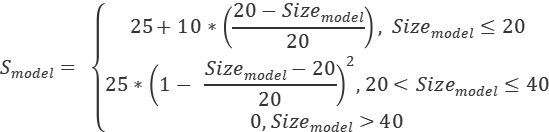 S_model = { 25 + 10 * ((20 − Size_model) / 20), Size_model ≤ 20
25 * (1 − (Size_model − 20) / 20)^2, 20 < Size_model ≤ 40
0, Size_model > 40